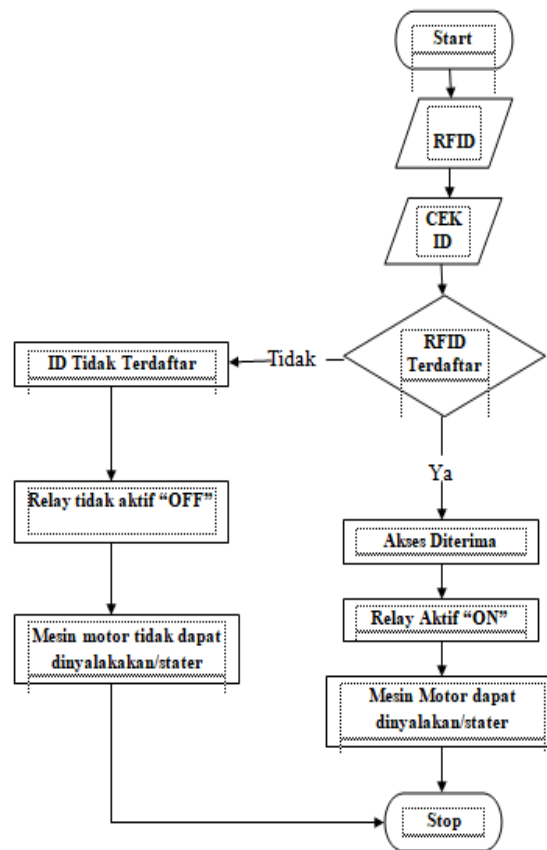 Start
RFID
CEK
ID
RFID
Terdaftar
Tidak
ID Tidak Terdaftar
Relay tidak aktif “OFF”
Mesin motor tidak dapat
dinyalakakan/stater
Ya
Akses Diterima
Relay Aktif “ON”
Mesin Motor dapat
dinyalakan/stater
Stop